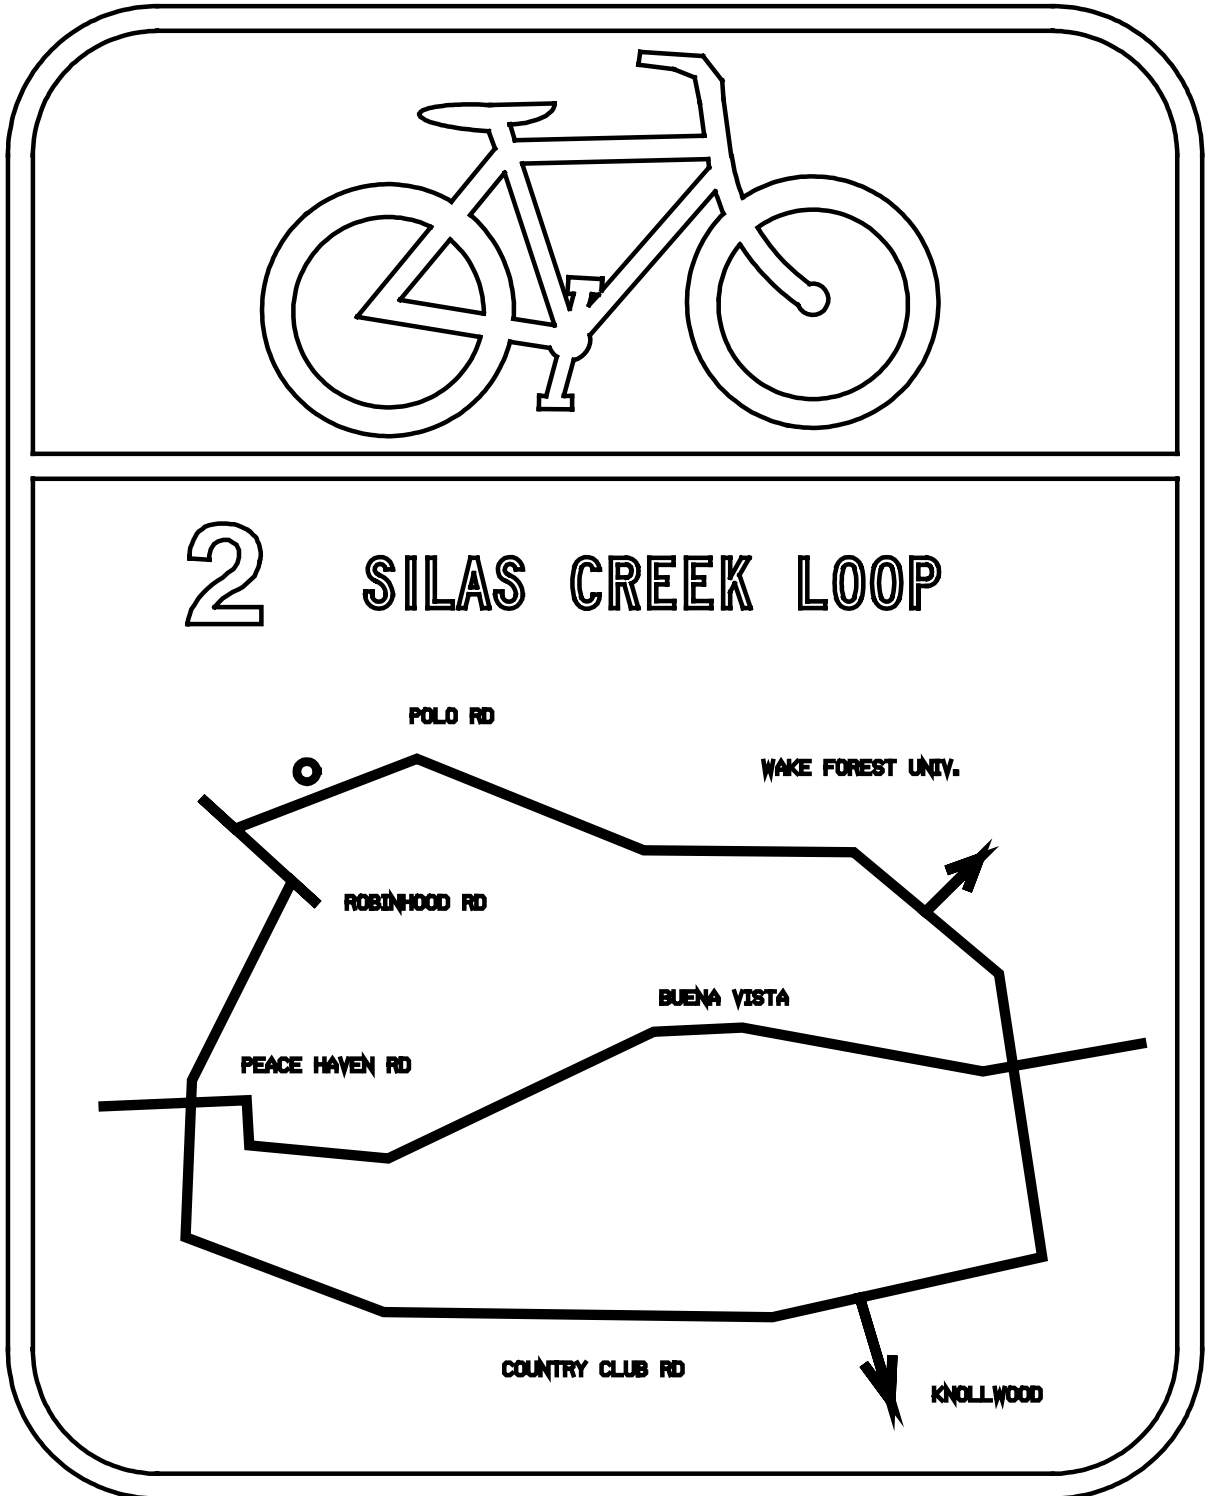 2 SILAS CREEK LOOP
POLO RD
WAKE FOREST UNIV.
ROBINHOOD RD
BUENA VISTA
PEACE HAVEN RD
COUNTRY CLUB RD
KNOLLWOOD